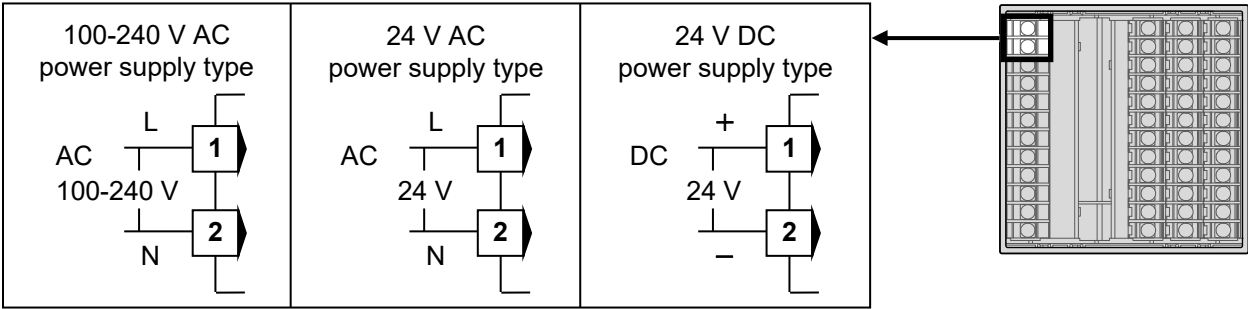 100-240 V AC
power supply type
L
1
AC
100-240 V
2
N
24 V AC
power supply type
L
1
AC
24 V
2
N
24 V DC
power supply type
+
1
DC
24 V
2
−